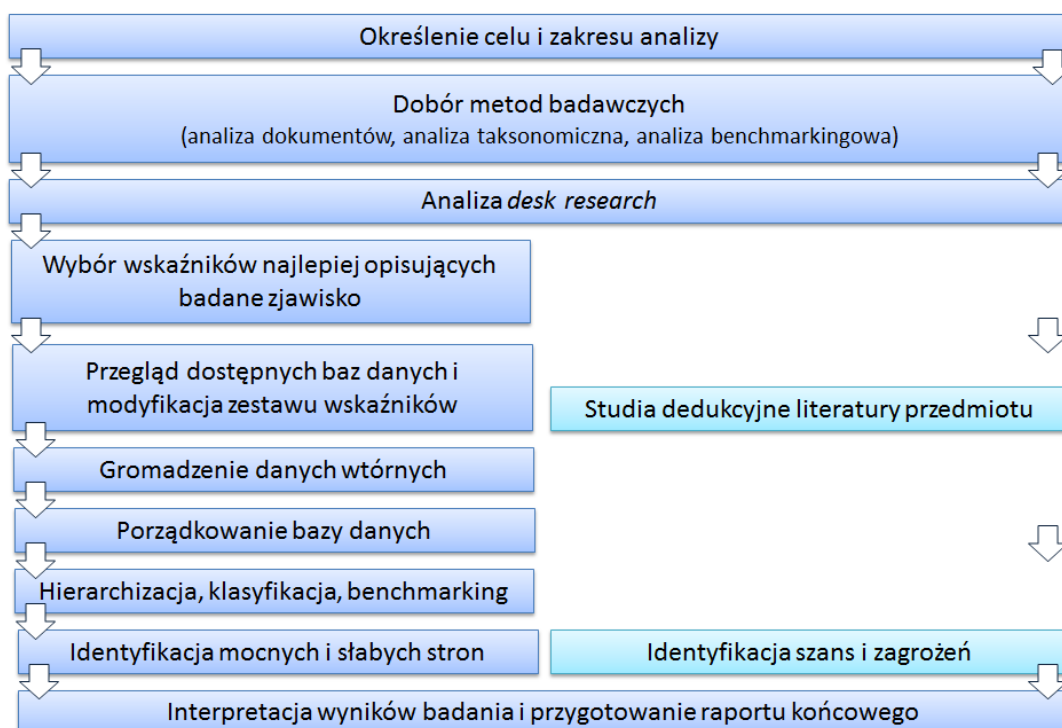 Określenie celu i zakresu analizy
Dobór metod badawczych
(analiza dokumentów, analiza taksonomiczna, analiza benchmarkingowa)
Analiza desk research
Wybór wskaźników najlepiej opisujących
badane zjawisko
Przegląd dostępnych baz danych i
modyfikacja zestawu wskaźników
Studia dedukcyjne literatury przedmiotu
Gromadzenie danych wtórnych
Porządkowanie bazy danych
Hierarchizacja, klasyfikacja, benchmarking
Identyfikacja mocnych i słabych stron
Identyfikacja szans i zagrożeń
Interpretacja wyników badania i przygotowanie raportu końcowego